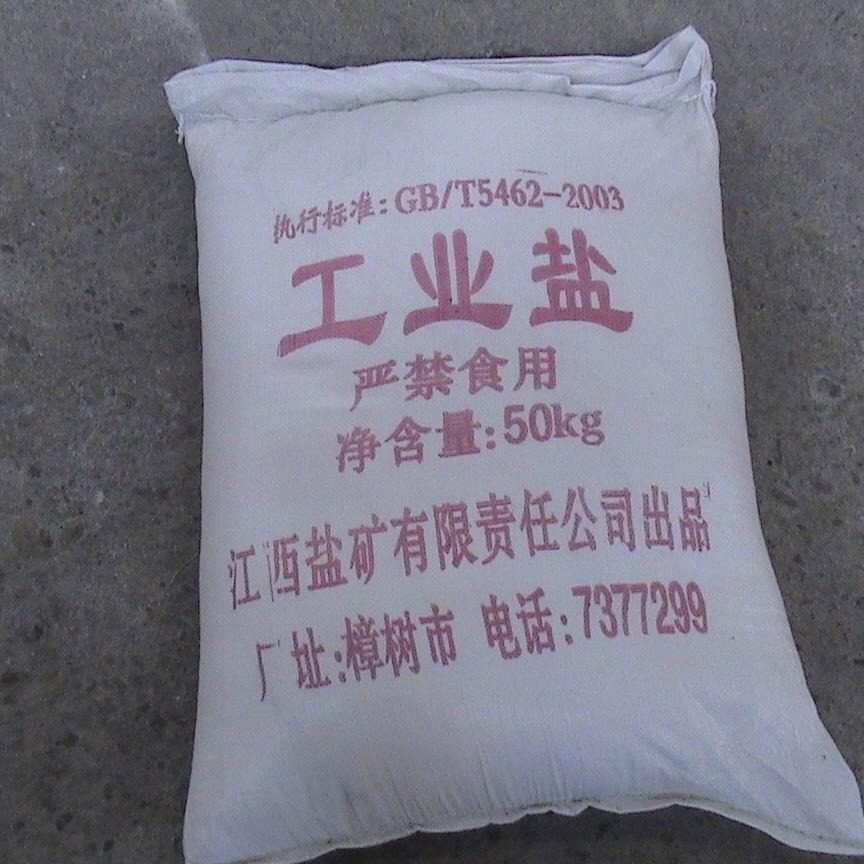 执行标准:GB/T5462-2003
工业盐
严禁食用
净含量:50kg
江西盐矿有限责任公司出品
厂址:樟树市 电话:7377299